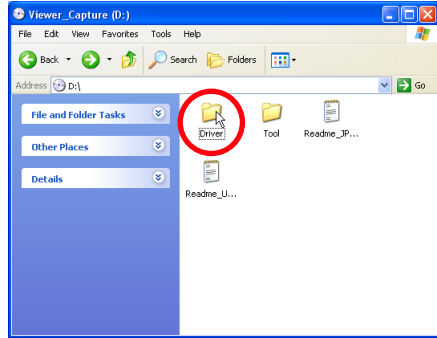 Viewer_Capture (D:)
File Edit View Favorites Tools Help
Back Search Folders
Address D:\ Go
File and Folder Tasks
Other Places
Details
Driver Tool Readme_JP...
Readme_U...